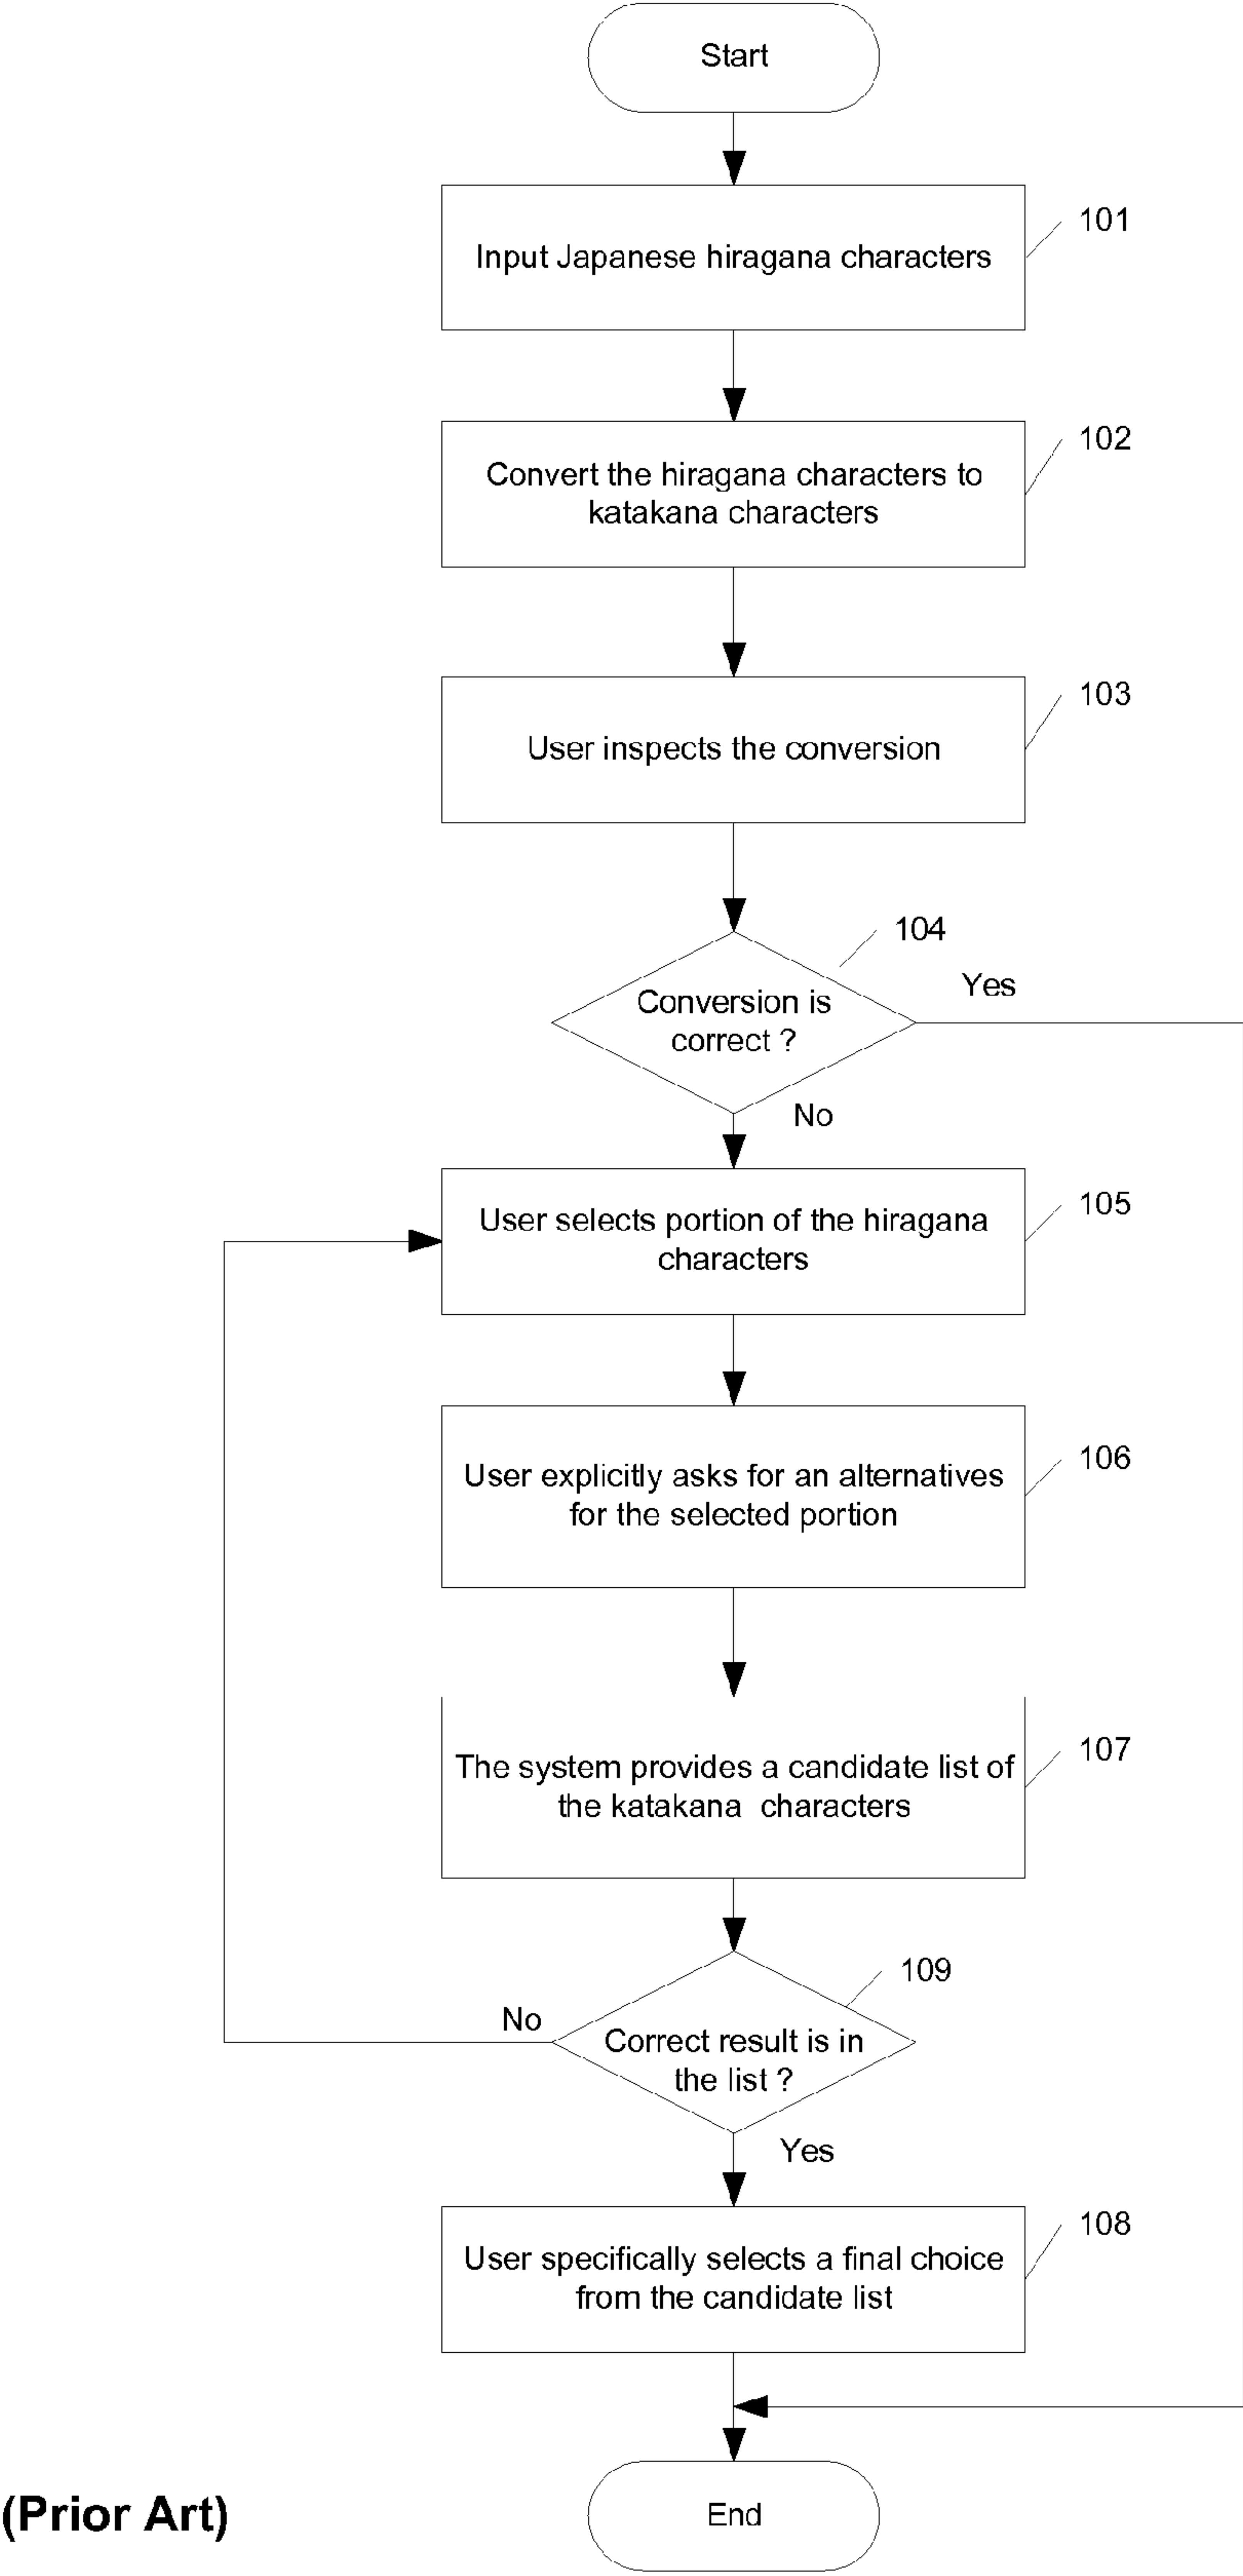 Start
101
Input Japanese hiragana characters
102
Convert the hiragana characters to
katakana characters
103
User inspects the conversion
104
Yes
Conversion is
correct ?
No
105
User selects portion of the hiragana
characters
106
User explicitly asks for an alternatives
for the selected portion
107
The system provides a candidate list of
the katakana characters
109
No
Correct result is in
the list ?
Yes
108
User specifically selects a final choice
from the candidate list
End
(Prior Art)